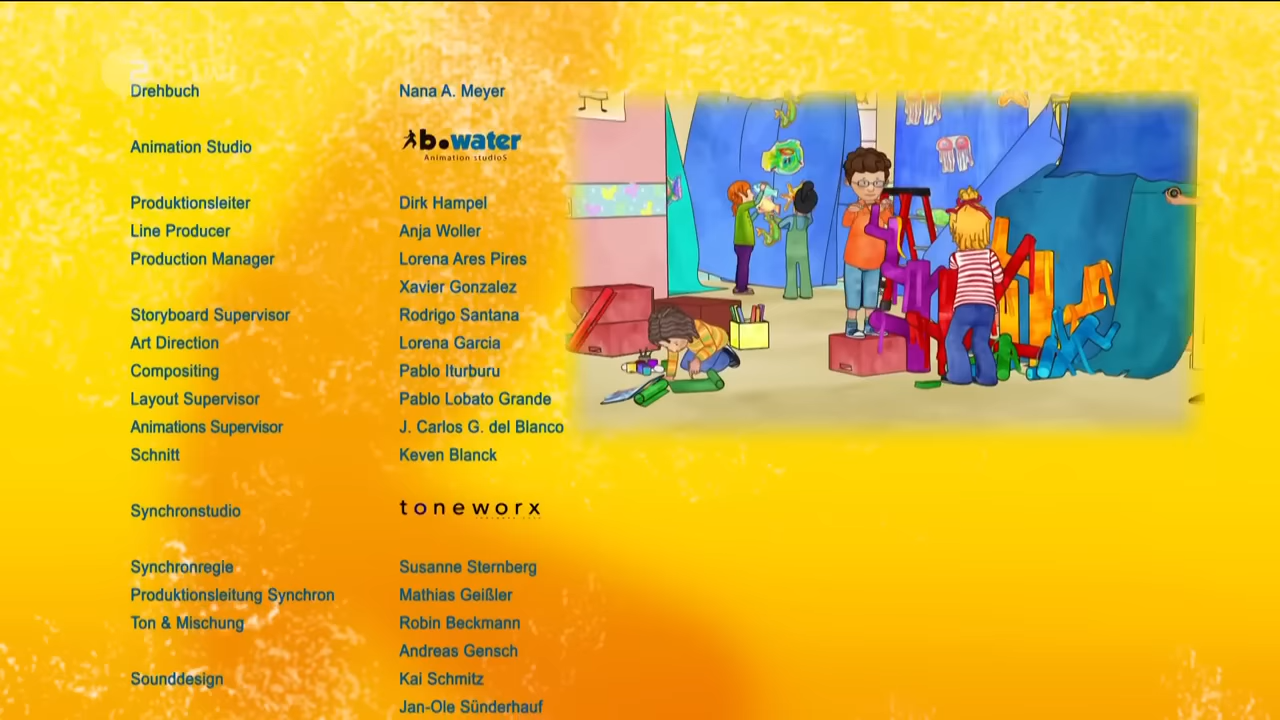 Drehbuch Nana A. Meyer
Animation Studio b.water
Animation studioS
Produktionsleiter Dirk Hampel
Line Producer Anja Woller
Production Manager Lorena Ares Pires
Xavier Gonzalez
Storyboard Supervisor Rodrigo Santana
Art Direction Lorena Garcia
Compositing Pablo Iturburu
Layout Supervisor Pablo Lobato Grande
Animations Supervisor J. Carlos G. del Blanco
Schnitt Keven Blanck
Synchronstudio toneworx
Synchronregie Susanne Sternberg
Produktionsleitung Synchron Mathias Geißler
Ton & Mischung Robin Beckmann
Andreas Gensch
Sounddesign Kai Schmitz
Jan-Ole Sünderhauf